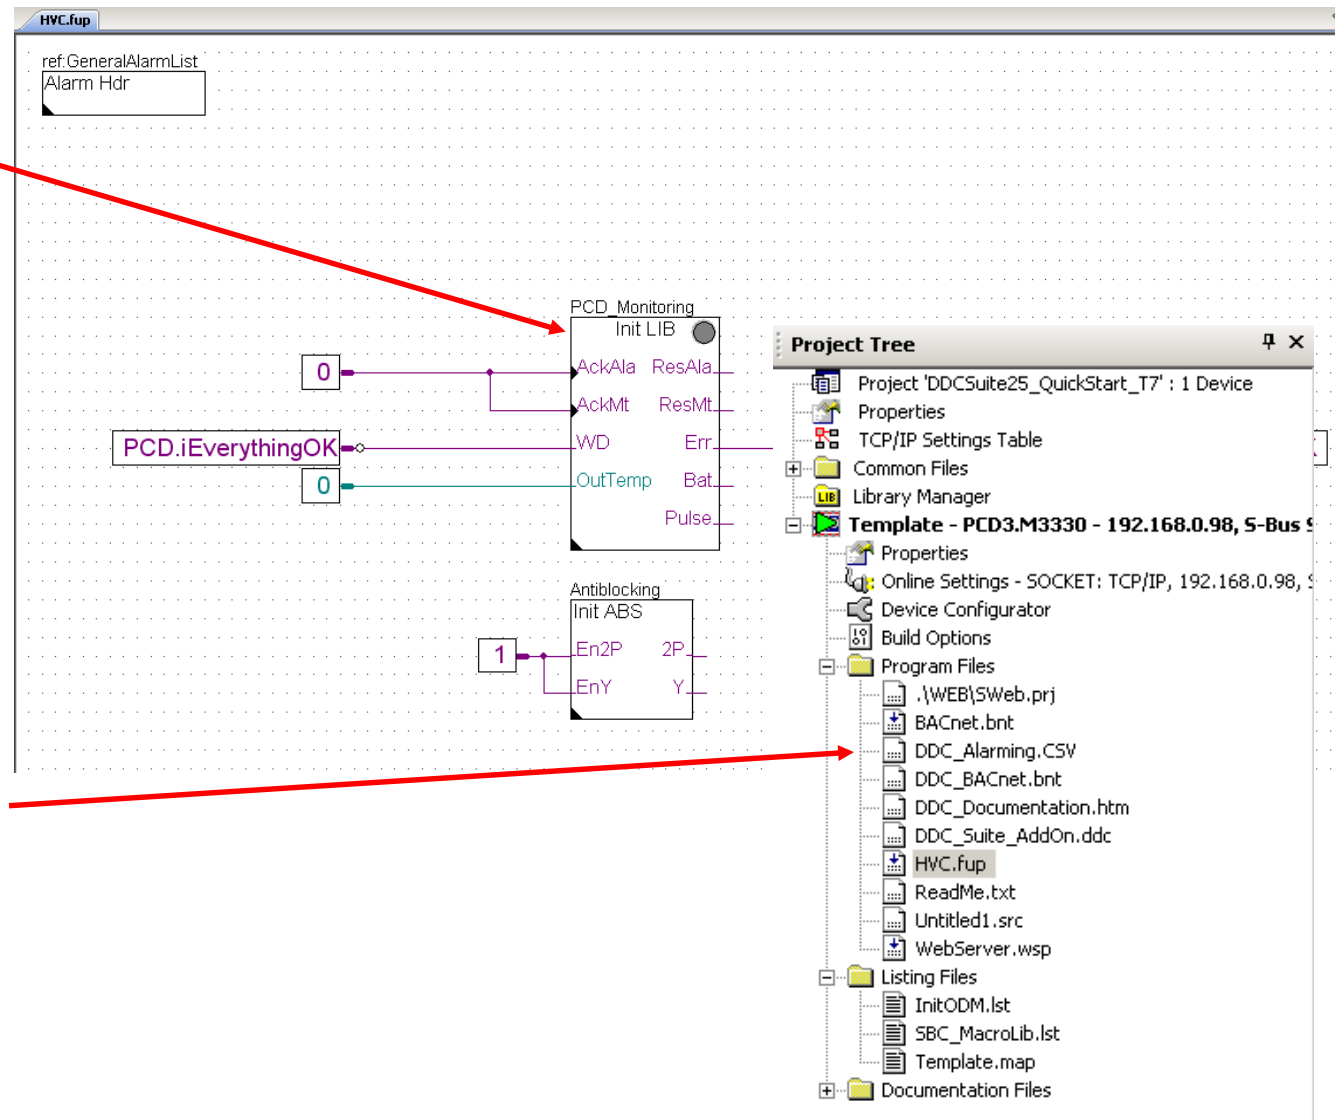 HVC.fup
ref:GeneralAlarmList
Alarm Hdr
PCD_Monitoring
Init LIB
0
AckAla ResAla
AckMt ResMt
PCD.iEverythingOK
WD Err
0
OutTemp Bat
Pulse
Antiblocking
Init ABS
1
En2P 2P
EnY Y
Project Tree
Project 'DDCSuite25_QuickStart_T7' : 1 Device
Properties
TCP/IP Settings Table
Common Files
LIB Library Manager
Template - PCD3.M3330 - 192.168.0.98, S-Bus
Properties
Online Settings - SOCKET: TCP/IP, 192.168.0.98,
Device Configurator
Build Options
Program Files
.\WEB\SWeb.prj
BACnet.bnt
DDC_Alarming.CSV
DDC_BACnet.bnt
DDC_Documentation.htm
DDC_Suite_AddOn.ddc
HVC.fup
ReadMe.txt
Untitled1.src
WebServer.wsp
Listing Files
InitODM.lst
SBC_MacroLib.lst
Template.map
Documentation Files